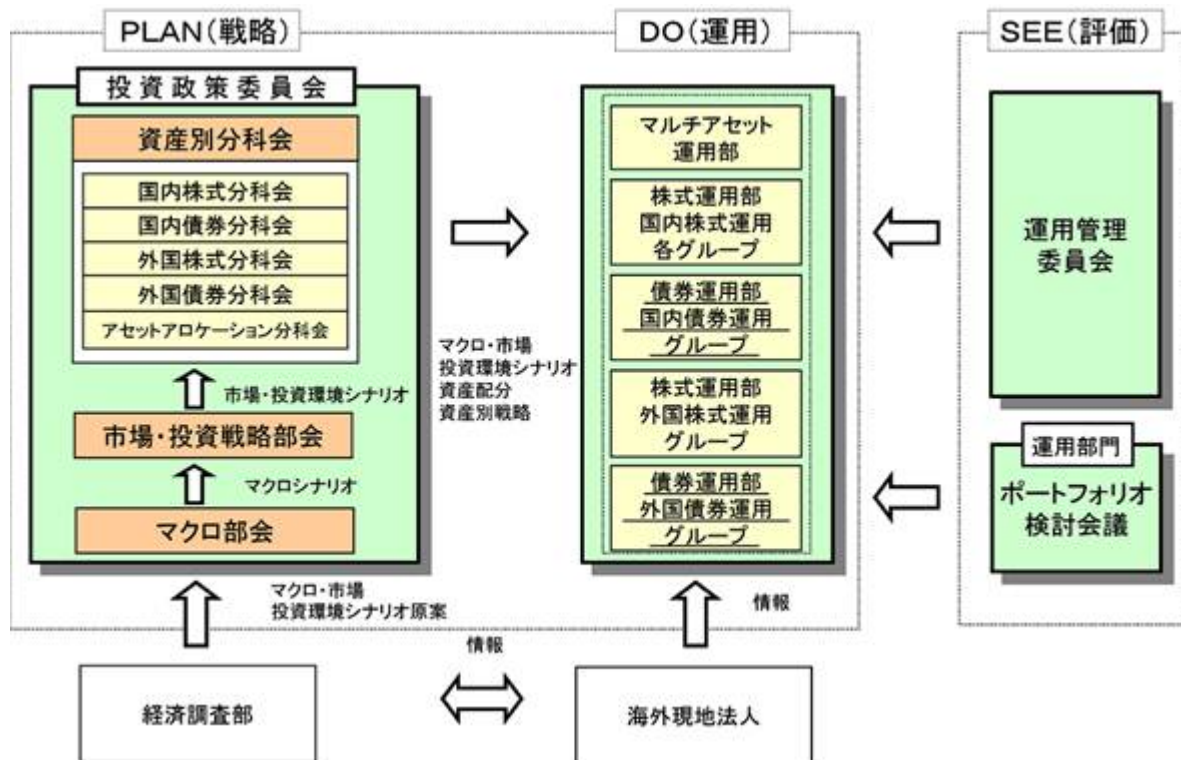 PLAN(戦略)
投資政策委員会
資産別分科会
国内株式分科会
国内債券分科会
外国株式分科会
外国債券分科会
アセットアロケーション分科会
市場・投資環境シナリオ
市場・投資戦略部会
マクロシナリオ
マクロ部会
マクロ・市場
投資環境シナリオ原案
経済調査部
マクロ・市場
投資環境シナリオ
資産配分
資産別戦略
情報
DO(運用)
マルチアセット
運用部
株式運用部
国内株式運用
各グループ
債券運用部
国内債券運用
グループ
株式運用部
外国株式運用
グループ
債券運用部
外国債券運用
グループ
情報
海外現地法人
SEE(評価)
運用管理
委員会
運用部門
ポートフォリオ
検討会議